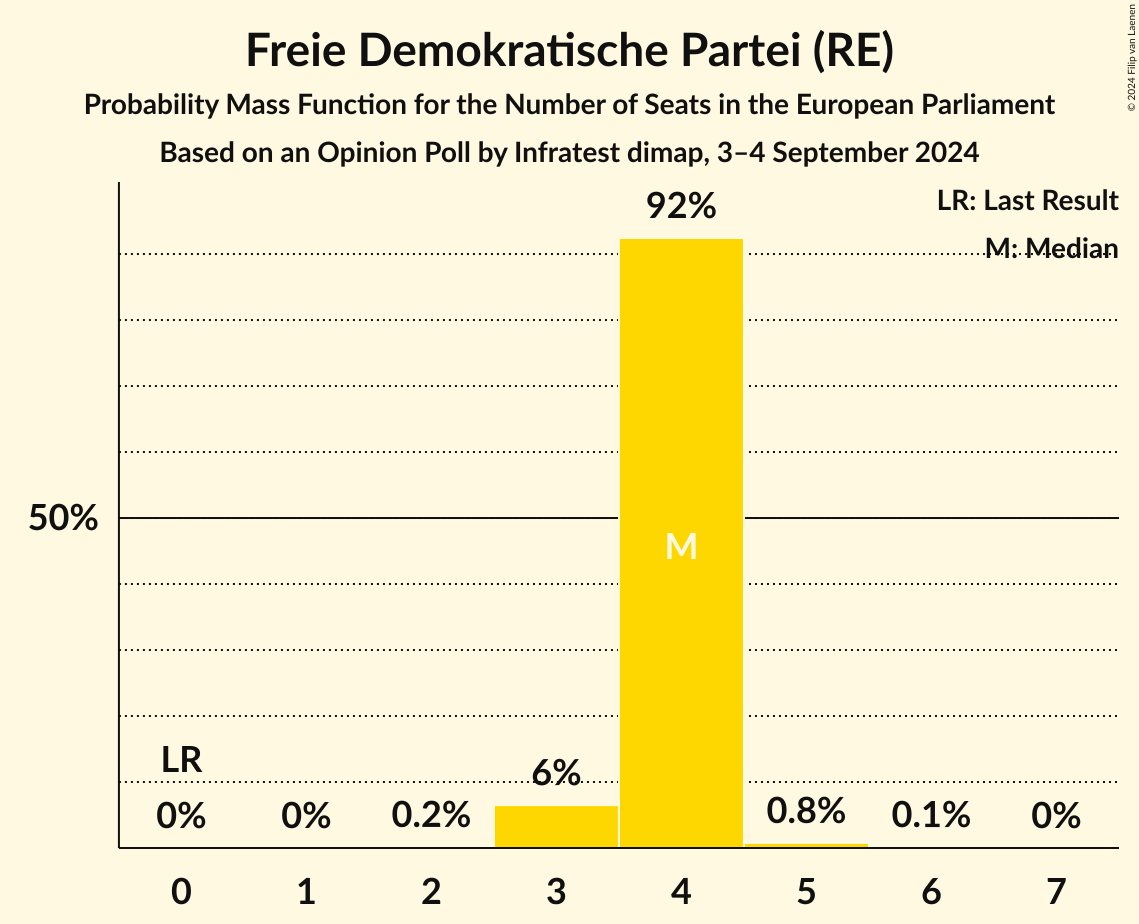 Freie Demokratische Partei (RE)
Probability Mass Function for the Number of Seats in the European Parliament
Based on an Opinion Poll by Infratest dimap, 3–4 September 2024
© 2024 Filip van Laenen
LR: Last Result
M: Median
92%
50%
M
LR
0%
0%
0.2%
6%
0.8%
0.1%
0%
0 1 2 3 4 5 6 7